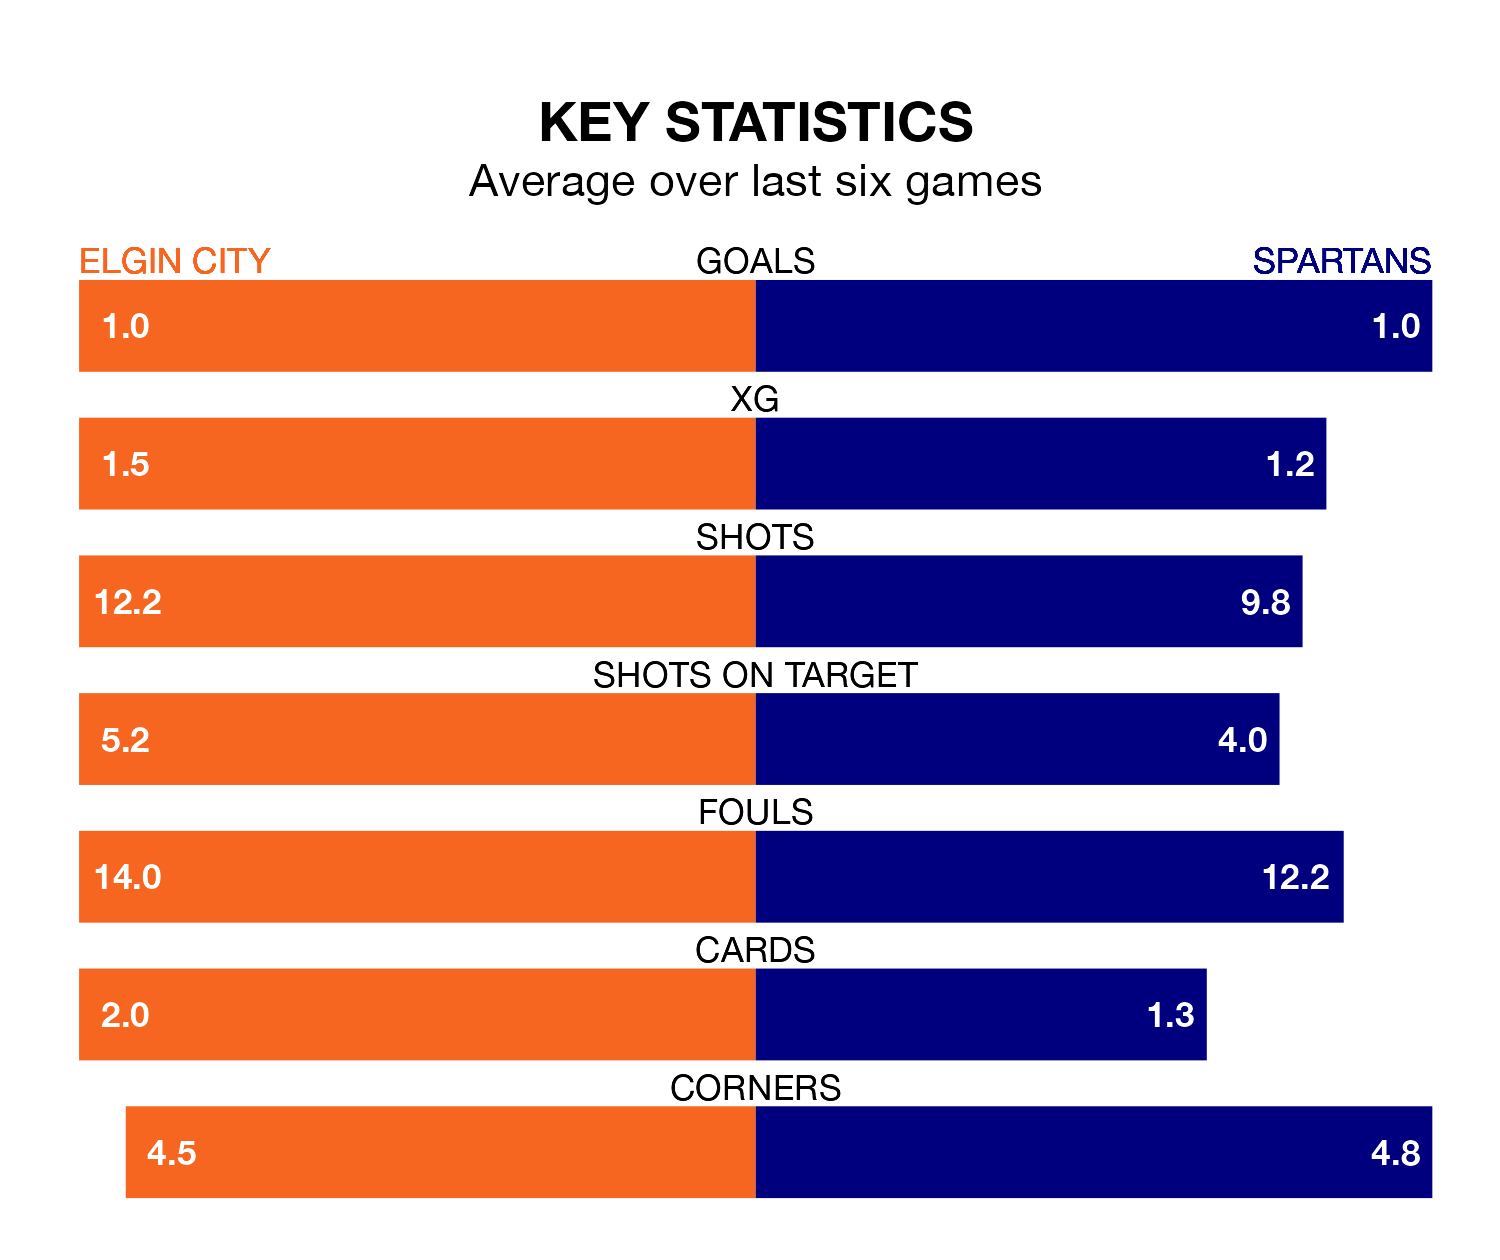 KEY STATISTICS
Average over last six games
ELGIN CITY GOALS SPARTANS
1.0 1.0
XG
1.5 1.2
SHOTS
12.2 9.8
SHOTS ON TARGET
5.2 4.0
FOULS
14.0 12.2
CARDS
2.0 1.3
CORNERS
4.5 4.8